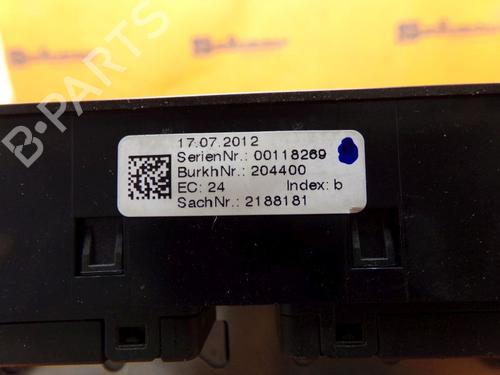 17.07.2012
SerienNr.: 00118269
BurkhNr.: 204400
EC: 24 Index: b
SachNr.: 2188181
B-PARTS